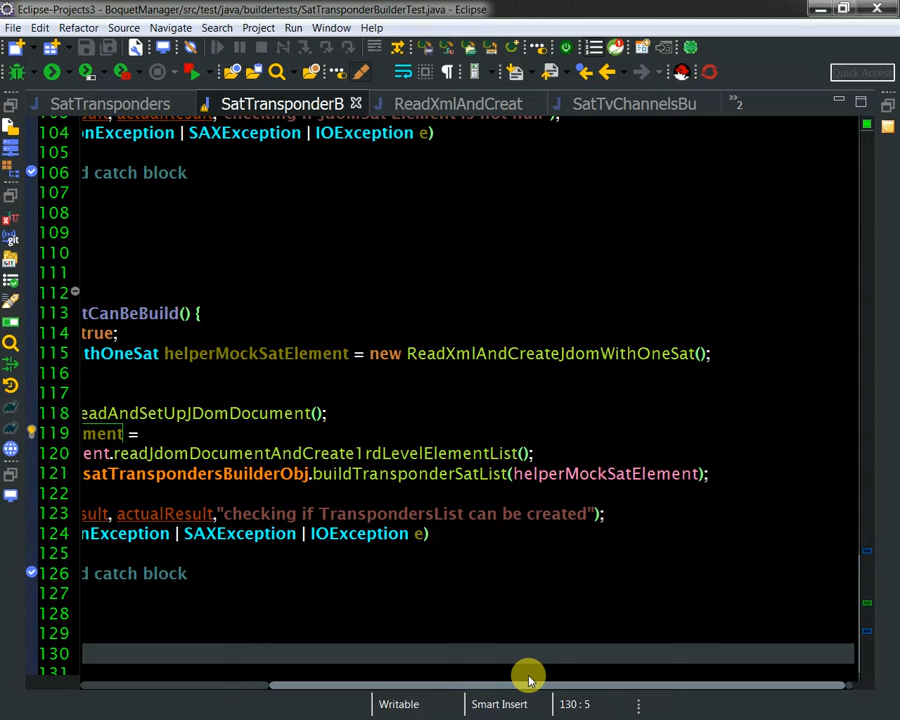 Eclipse-Projects3 - BoquetManager/src/test/java/buildertests/SatTransponderBuilderTest.java - Eclipse
File Edit Refactor Source Navigate Search Project Run Window Help
Quick Access
SatTransponders SatTransponderB ReadXmlAndCreat SatTvChannelsBu »2
104 onException | SAXException | IOException e)
105
106 d catch block
107
108
109
110
111
112
113 tCanBeBuild() {
114 true;
115 thOneSat helperMockSatElement = new ReadXmlAndCreateJdomWithOneSat();
116
117
118 eadAndSetUpJDomDocument();
119 ment =
120 ent.readJdomDocumentAndCreate1rdLevelElementList();
121 satTranspondersBuilderObj.buildTransponderSatList(helperMockSatElement);
122
123 sult, actualResult,"checking if TranspondersList can be created");
124 onException | SAXException | IOException e)
125
126 d catch block
127
128
129
130
131
Writable Smart Insert 130 : 5